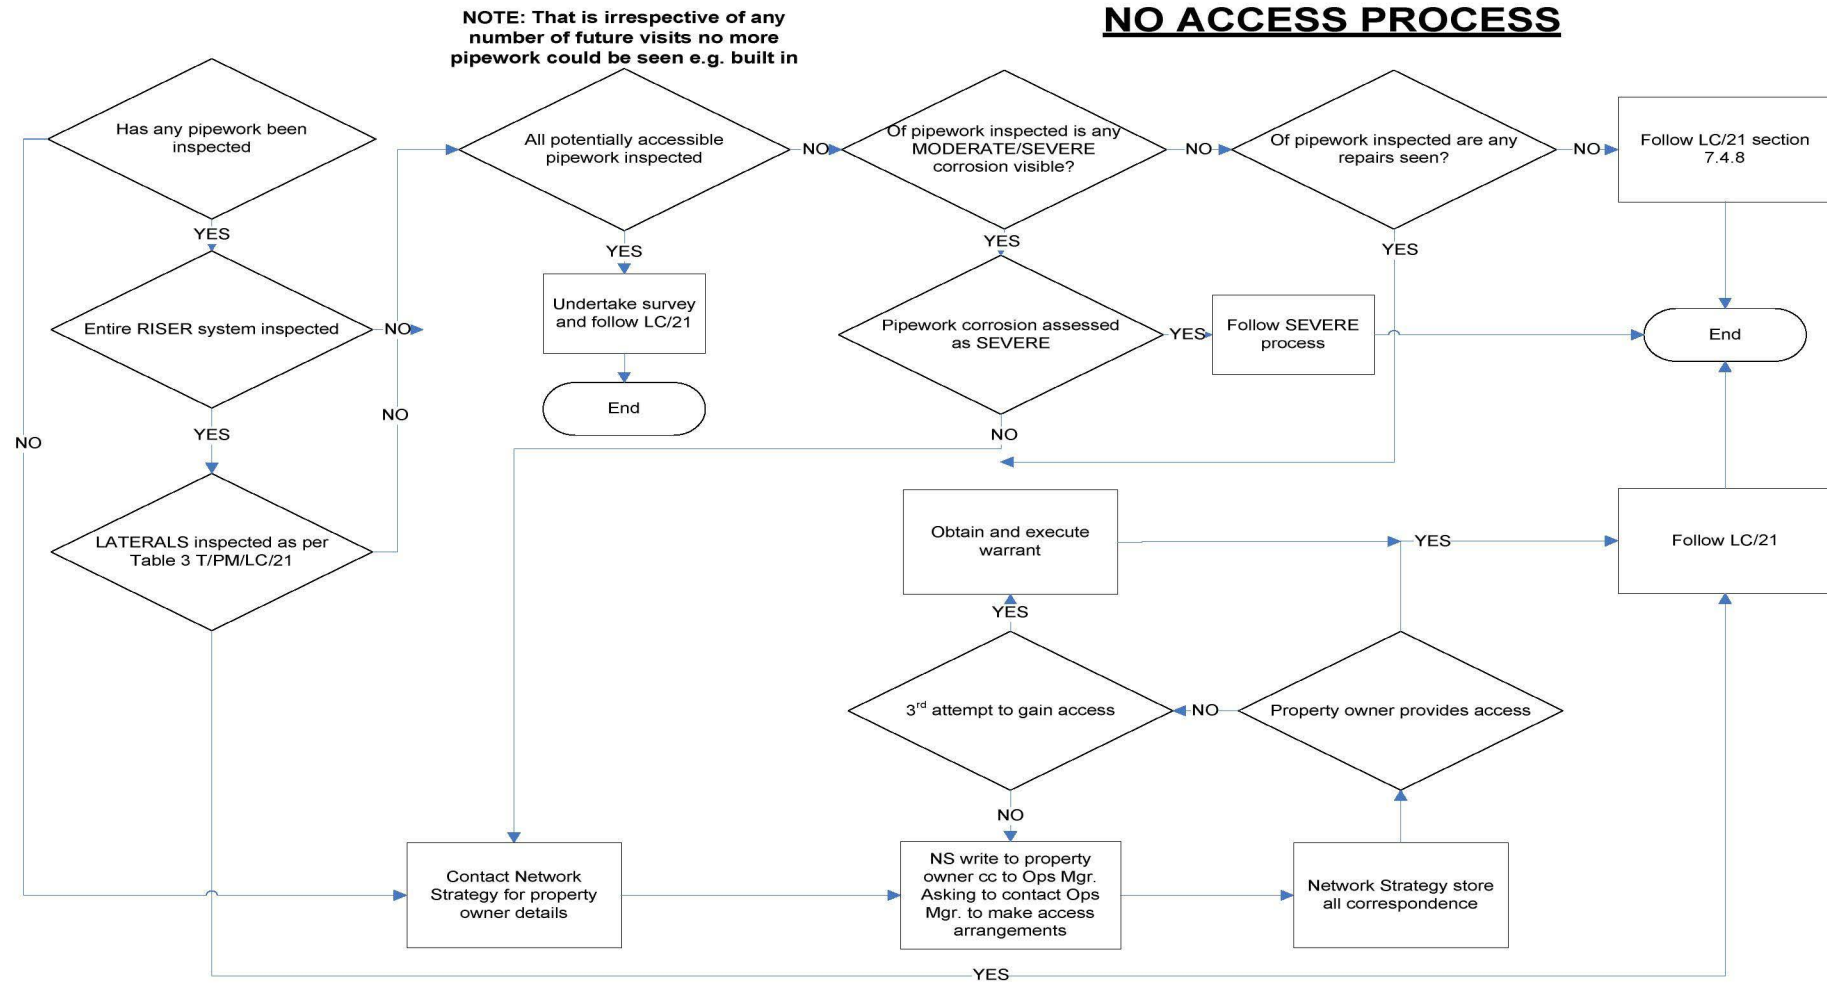 NOTE: That is irrespective of any
number of future visits no more
pipework could be seen e.g. built in
NO ACCESS PROCESS
Has any pipework been
inspected
All potentially accessible
pipework inspected
NO
Of pipework inspected is any
MODERATE/SEVERE
corrosion visible?
NO
Of pipework inspected are any
repairs seen?
NO
Follow LC/21 section
7.4.8
YES
YES
YES
YES
Entire RISER system inspected
NO
Undertake survey
and follow LC/21
Pipework corrosion assessed
as SEVERE
YES
Follow SEVERE
process
End
End
NO
YES
NO
NO
LATERALS inspected as per
Table 3 T/PM/LC/21
Obtain and execute
warrant
YES
Follow LC/21
YES
3rd attempt to gain access
NO
Property owner provides access
NO
Contact Network
Strategy for property
owner details
NS write to property
owner cc to Ops Mgr.
Asking to contact Ops
Mgr. to make access
arrangements
Network Strategy store
all correspondence
YES